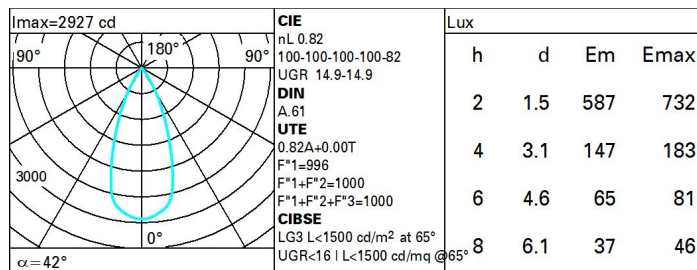 Imax=2927 cd
90°
180°
90°
3000
0°
α=42°
CIE
nL 0.82
100-100-100-100-82
UGR 14.9-14.9
DIN
A.61
UTE
0.82A+0.00T
F"1=996
F"1+F"2=1000
F"1+F"2+F"3=1000
CIBSE
LG3 L<1500 cd/m² at 65°
UGR<16 | L<1500 cd/mq @65°
Lux
h d Em Emax
2 1.5 587 732
4 3.1 147 183
6 4.6 65 81
8 6.1 37 46